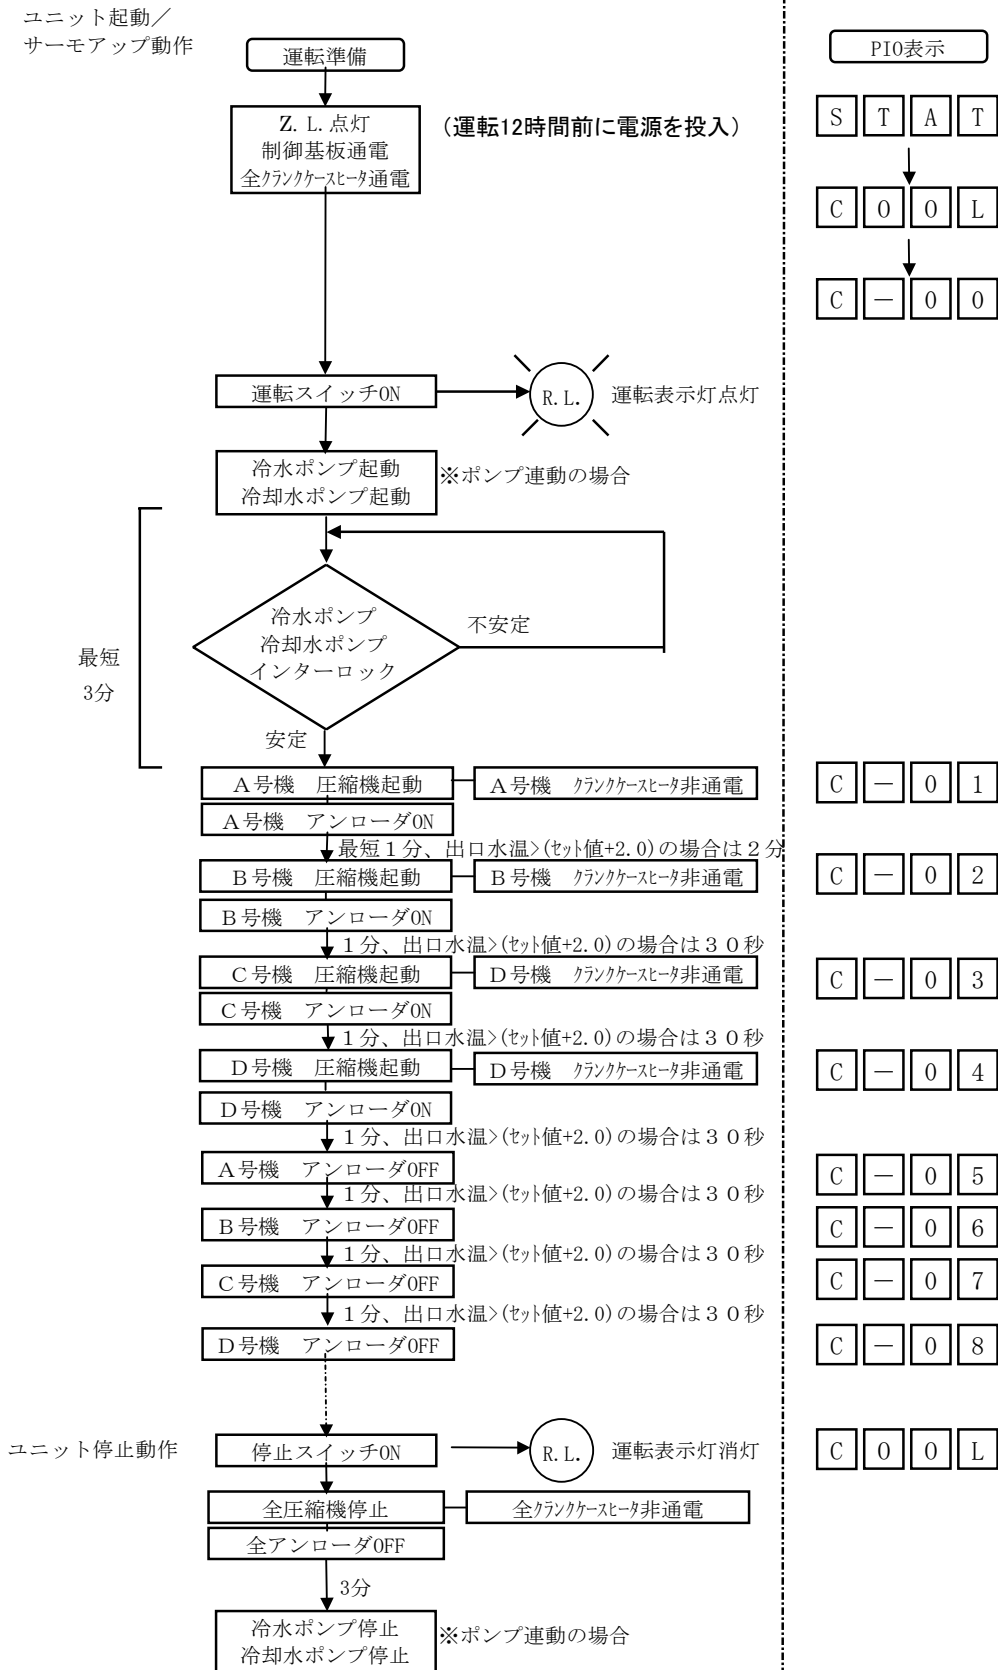 ユニット起動／
サーモアップ動作
運転準備
PIO表示
Z.L.点灯
制御基板通電
全ｸﾗﾝｸｹｰｽﾋｰﾀ通電
(運転12時間前に電源を投入)
S T A T
C O O L
C － 0 0
運転スイッチON
R.L.
運転表示灯点灯
冷水ポンプ起動
冷却水ポンプ起動
※ポンプ連動の場合
冷水ポンプ
冷却水ポンプ
インターロック
不安定
最短
3分
安定
Ａ号機 圧縮機起動
Ａ号機 ｸﾗﾝｸｹｰｽﾋｰﾀ非通電
C － 0 1
Ａ号機 アンローダON
最短１分、出口水温>(ｾｯﾄ値+2.0)の場合は２分
Ｂ号機 圧縮機起動
Ｂ号機 ｸﾗﾝｸｹｰｽﾋｰﾀ非通電
C － 0 2
Ｂ号機 アンローダON
１分、出口水温>(ｾｯﾄ値+2.0)の場合は３０秒
Ｃ号機 圧縮機起動
Ｄ号機 ｸﾗﾝｸｹｰｽﾋｰﾀ非通電
C － 0 3
Ｃ号機 アンローダON
１分、出口水温>(ｾｯﾄ値+2.0)の場合は３０秒
Ｄ号機 圧縮機起動
Ｄ号機 ｸﾗﾝｸｹｰｽﾋｰﾀ非通電
C － 0 4
Ｄ号機 アンローダON
１分、出口水温>(ｾｯﾄ値+2.0)の場合は３０秒
Ａ号機 アンローダOFF
C － 0 5
１分、出口水温>(ｾｯﾄ値+2.0)の場合は３０秒
Ｂ号機 アンローダOFF
C － 0 6
１分、出口水温>(ｾｯﾄ値+2.0)の場合は３０秒
Ｃ号機 アンローダOFF
C － 0 7
１分、出口水温>(ｾｯﾄ値+2.0)の場合は３０秒
Ｄ号機 アンローダOFF
C － 0 8
ユニット停止動作
停止スイッチON
R.L.
運転表示灯消灯
C O O L
全圧縮機停止
全ｸﾗﾝｸｹｰｽﾋｰﾀ非通電
全アンローダOFF
3分
冷水ポンプ停止
冷却水ポンプ停止
※ポンプ連動の場合